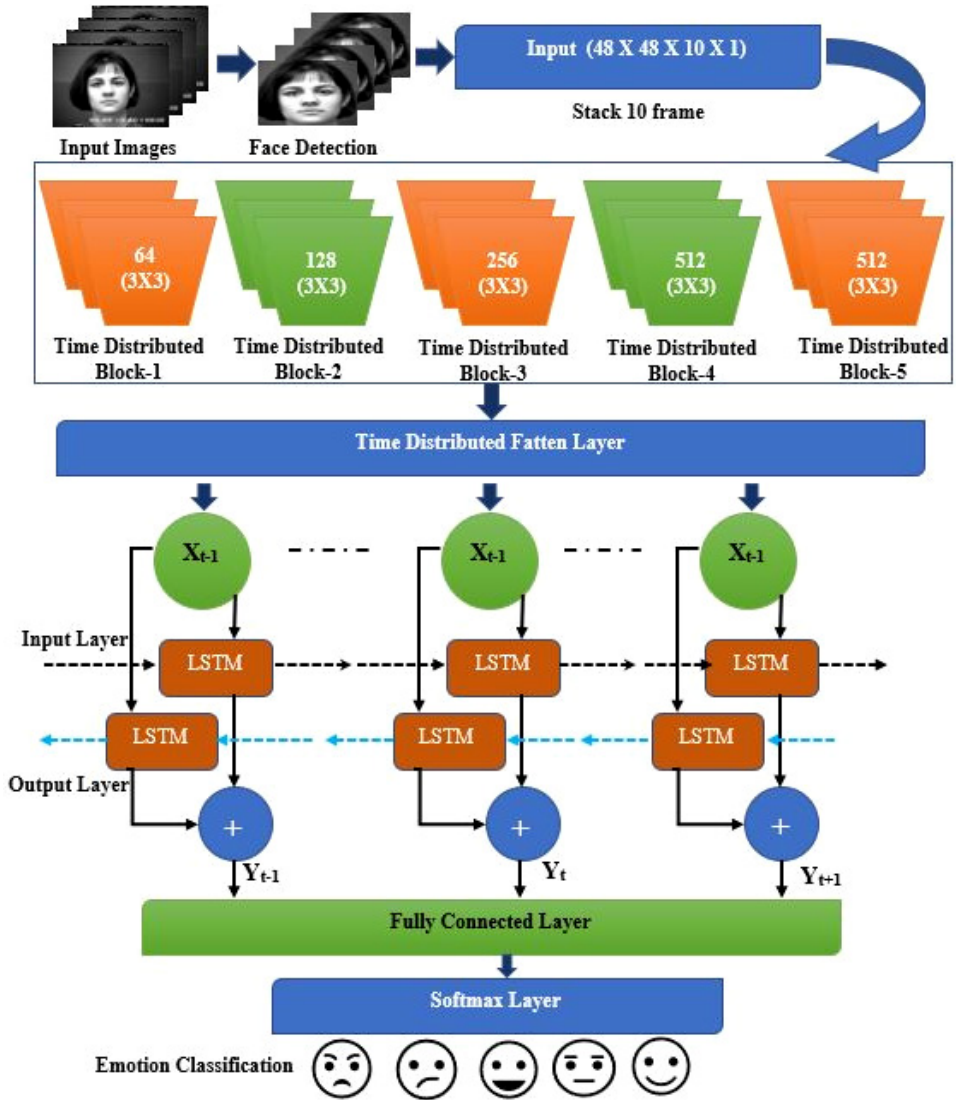 Input (48 X 48 X 10 X 1)
Stack 10 frame
Input Images
Face Detection
64
(3X3)
128
(3X3)
256
(3X3)
512
(3X3)
512
(3X3)
Time Distributed
Block-1
Time Distributed
Block-2
Time Distributed
Block-3
Time Distributed
Block-4
Time Distributed
Block-5
Time Distributed Fatten Layer
Xt-1
Xt-1
Xt-1
Input Layer
LSTM
LSTM
LSTM
LSTM
LSTM
LSTM
Output Layer
+
+
+
Yt-1
Yt
Yt+1
Fully Connected Layer
Softmax Layer
Emotion Classification